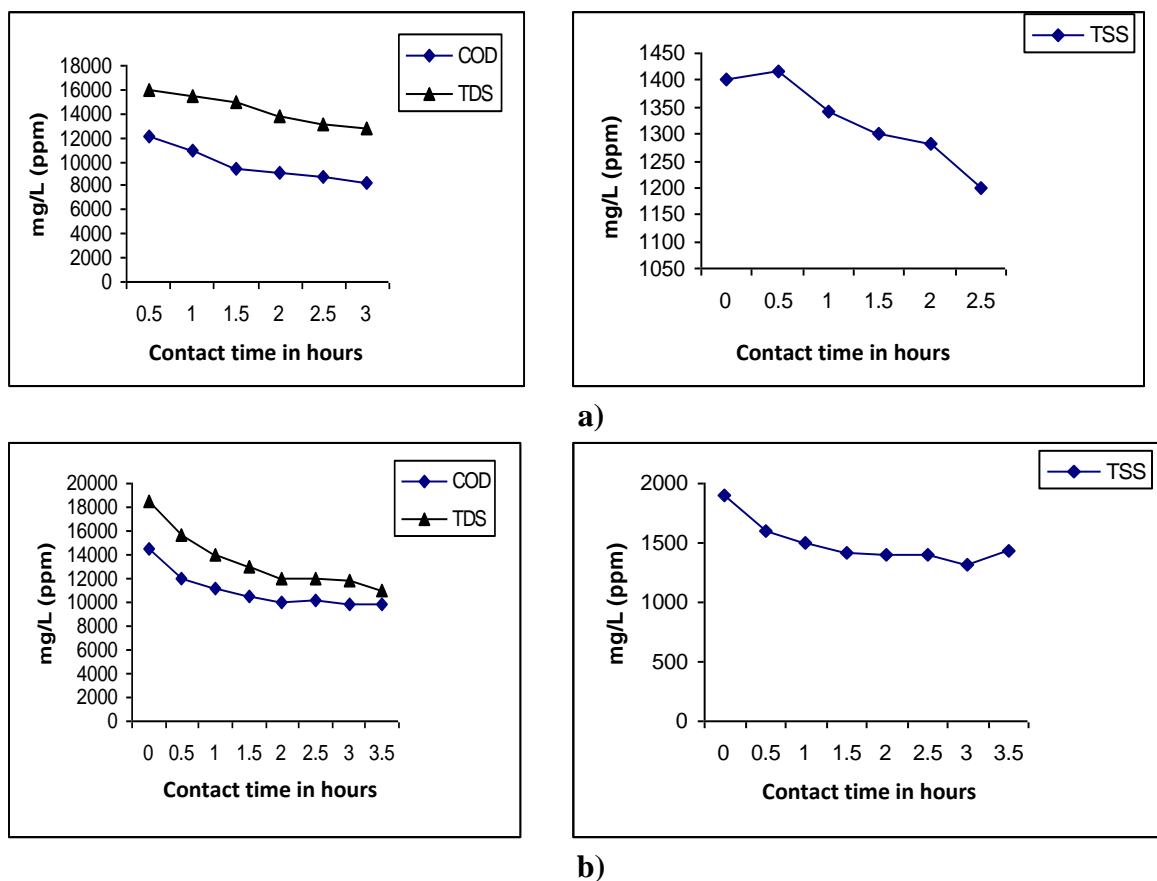 COD
TDS
18000
16000
14000
12000
10000
8000
6000
4000
2000
0
mg/L (ppm)
0.5 1 1.5 2 2.5 3
Contact time in hours
TSS
1450
1400
1350
1300
1250
1200
1150
1100
1050
mg/L (ppm)
0 0.5 1 1.5 2 2.5
Contact time in hours
a)
COD
TDS
20000
18000
16000
14000
12000
10000
8000
6000
4000
2000
0
mg/L (ppm)
0 0.5 1 1.5 2 2.5 3 3.5
Contact time in hours
TSS
2000
1500
1000
500
0
mg/L (ppm)
0 0.5 1 1.5 2 2.5 3 3.5
Contact time in hours
b)